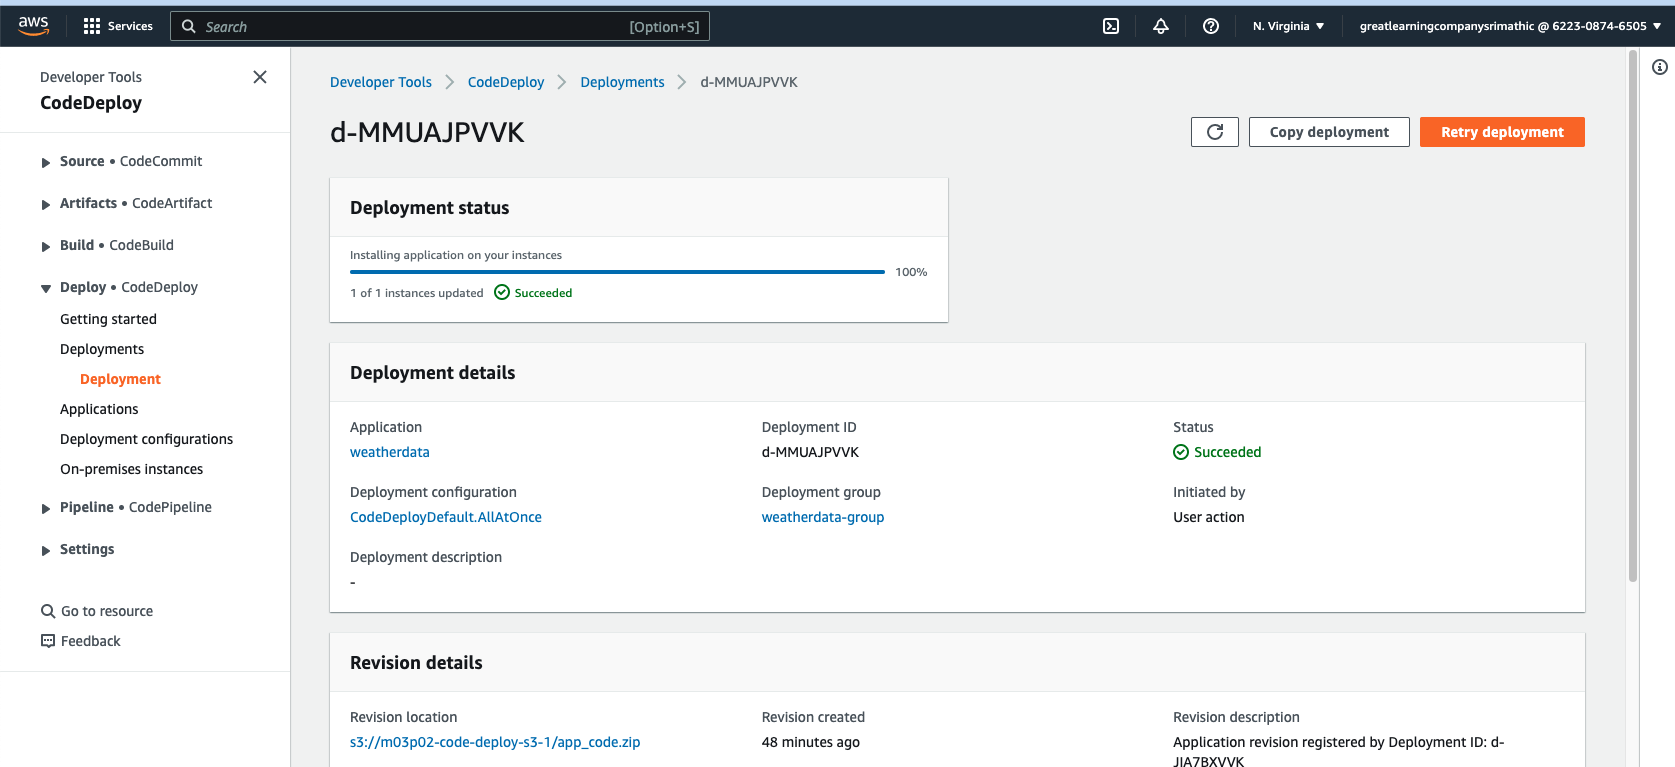 aws
Services
Search
[Option+S]
N. Virginia
greatlearningcompanysrimathic @ 6223-0874-6505
Developer Tools
CodeDeploy
Source • CodeCommit
Artifacts • CodeArtifact
Build • CodeBuild
Deploy • CodeDeploy
Getting started
Deployments
Deployment
Applications
Deployment configurations
On-premises instances
Pipeline • CodePipeline
Settings
Go to resource
Feedback
Developer Tools
CodeDeploy
Deployments
d-MMUAJPVVK
d-MMUAJPVVK
Copy deployment
Retry deployment
Deployment status
Installing application on your instances
100%
1 of 1 instances updated
Succeeded
Deployment details
Application
weatherdata
Deployment ID
d-MMUAJPVVK
Status
Succeeded
Deployment configuration
CodeDeployDefault.AllAtOnce
Deployment group
weatherdata-group
Initiated by
User action
Deployment description
-
Revision details
Revision location
s3://m03p02-code-deploy-s3-1/app_code.zip
Revision created
48 minutes ago
Revision description
Application revision registered by Deployment ID: d-
JIA7BXVVK